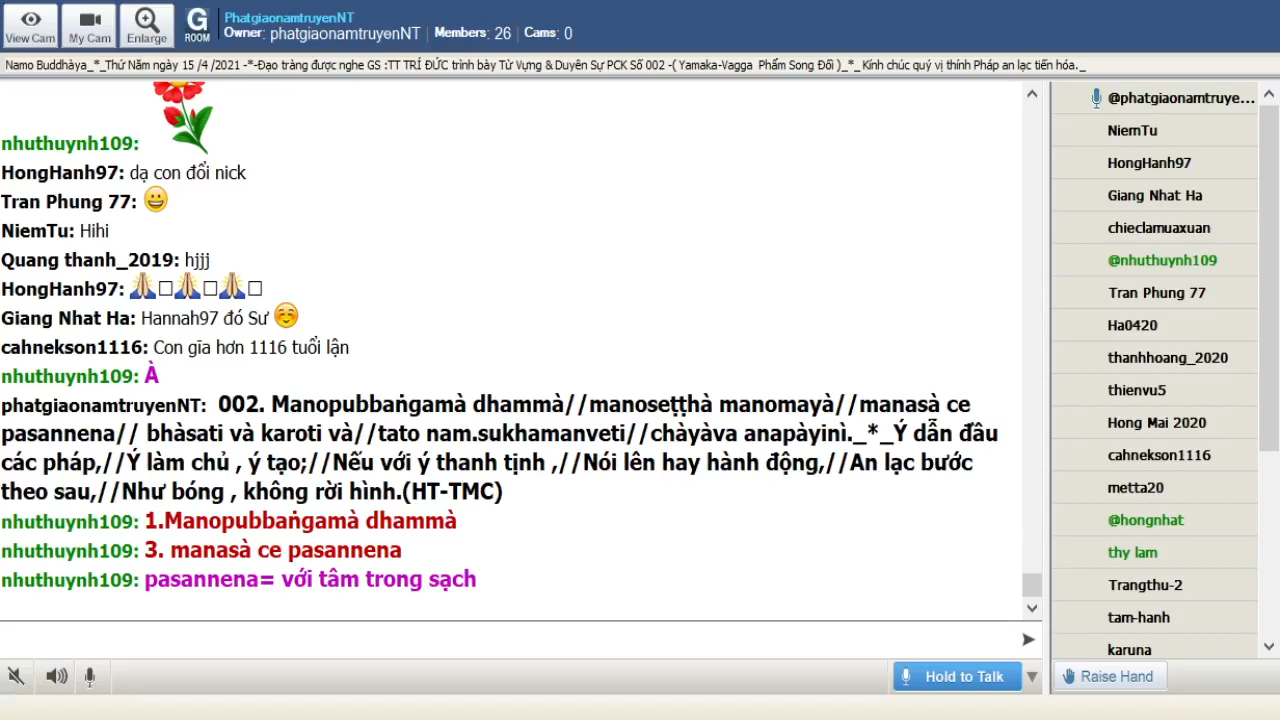 View Cam
My Cam
Enlarge
G
ROOM
PhatgiaonamtruyenNT
Owner: phatgiaonamtruyenNT | Members: 26 | Cams: 0
Namo Buddhàya_*_Thứ Năm ngày 15 /4 /2021 -*-Đạo tràng được nghe GS :TT TRÍ ĐỨC trình bày Từ Vựng & Duyên Sự PCK Số 002 -( Yamaka-Vagga Phẩm Song Đối )_*_Kính chúc quý vị thính Pháp an lạc tiến hóa._
nhuthuynh109:
HongHanh97: dạ con đổi nick
Tran Phung 77:
NiemTu: Hihi
Quang thanh_2019: hjjj
HongHanh97:
Giang Nhat Ha: Hannah97 đó Sư
cahnekson1116: Con gĩa hơn 1116 tuổi lận
nhuthuynh109: À
phatgiaonamtruyenNT: 002. Manopubbaṅgamà dhammà//manoseṭṭhà manomayà//manasà ce
pasannena// bhàsati và karoti và//tato nam.sukhamanveti//chàyàva anapàyinì._*_Ý dẫn đâu
các pháp,//Ý làm chủ , ý tạo;//Nếu với ý thanh tịnh ,//Nói lên hay hành động,//An lạc bước
theo sau,//Như bóng , không rời hình.(HT-TMC)
nhuthuynh109: 1.Manopubbaṅgamà dhammà
nhuthuynh109: 3. manasà ce pasannena
nhuthuynh109: pasannena= với tâm trong sạch
Hold to Talk
@phatgiaonamtruye...
NiemTu
HongHanh97
Giang Nhat Ha
chieclamuaxuan
@nhuthuynh109
Tran Phung 77
Ha0420
thanhhoang_2020
thienvu5
Hong Mai 2020
cahnekson1116
metta20
@hongnhat
thy lam
Trangthu-2
tam-hanh
karuna
Raise Hand